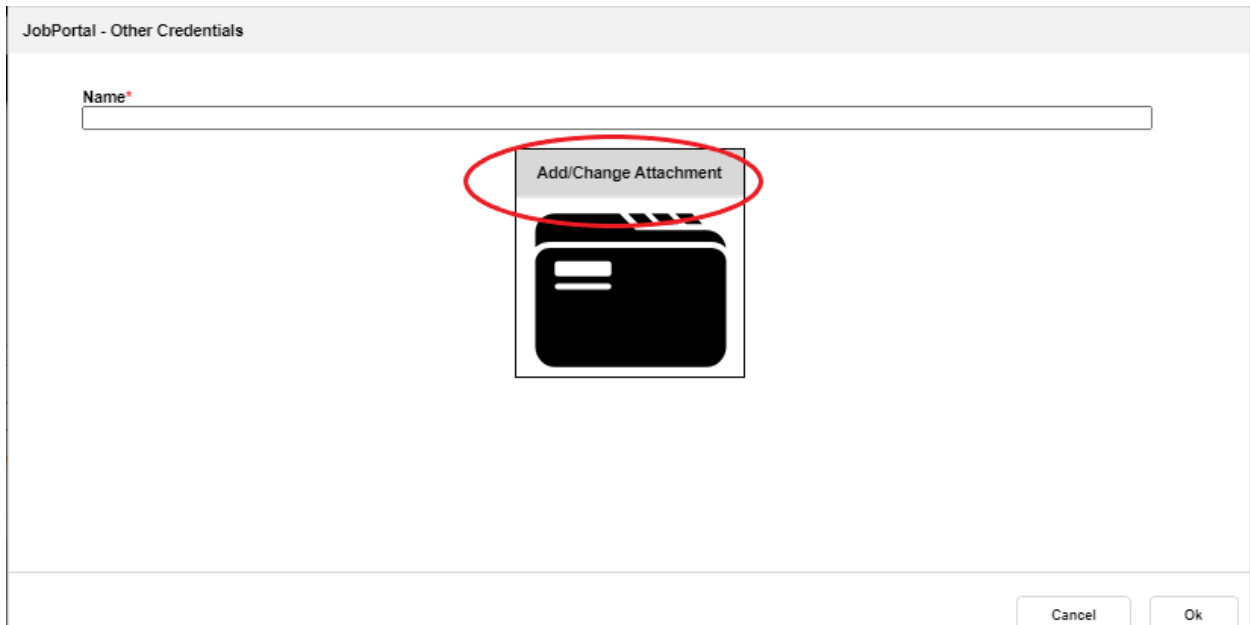 JobPortal - Other Credentials
Name*
Add/Change Attachment
Cancel Ok